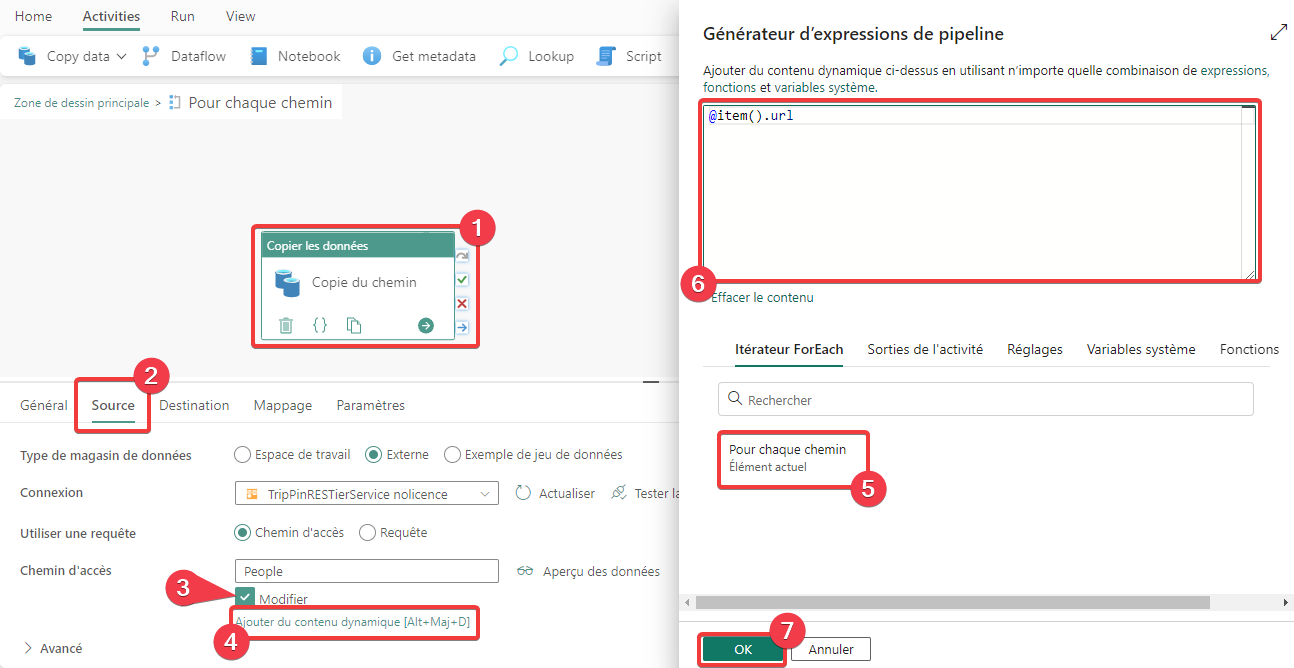 Home Activities Run View
Copy data Dataflow Notebook Get metadata Lookup Script
Zone de dessin principale > Pour chaque chemin
1
Copier les données
Copie du chemin
{}
2
Général Source Destination Mappage Paramètres
Type de magasin de données Espace de travail Externe Exemple de jeu de données
Connexion TripPinRESTierService nolicence Actualiser Tester la
Utiliser une requête Chemin d'accès Requête
Chemin d'accès People Aperçu des données
3 Modifier
4 Ajouter du contenu dynamique [Alt+Maj+D]
Avancé
Générateur d’expressions de pipeline
Ajouter du contenu dynamique ci-dessus en utilisant n’importe quelle combinaison de expressions,
fonctions et variables système.
@item().url
6
Effacer le contenu
Itérateur ForEach Sorties de l’activité Réglages Variables système Fonctions
Rechercher
Pour chaque chemin
Élément actuel
5
7
OK Annuler